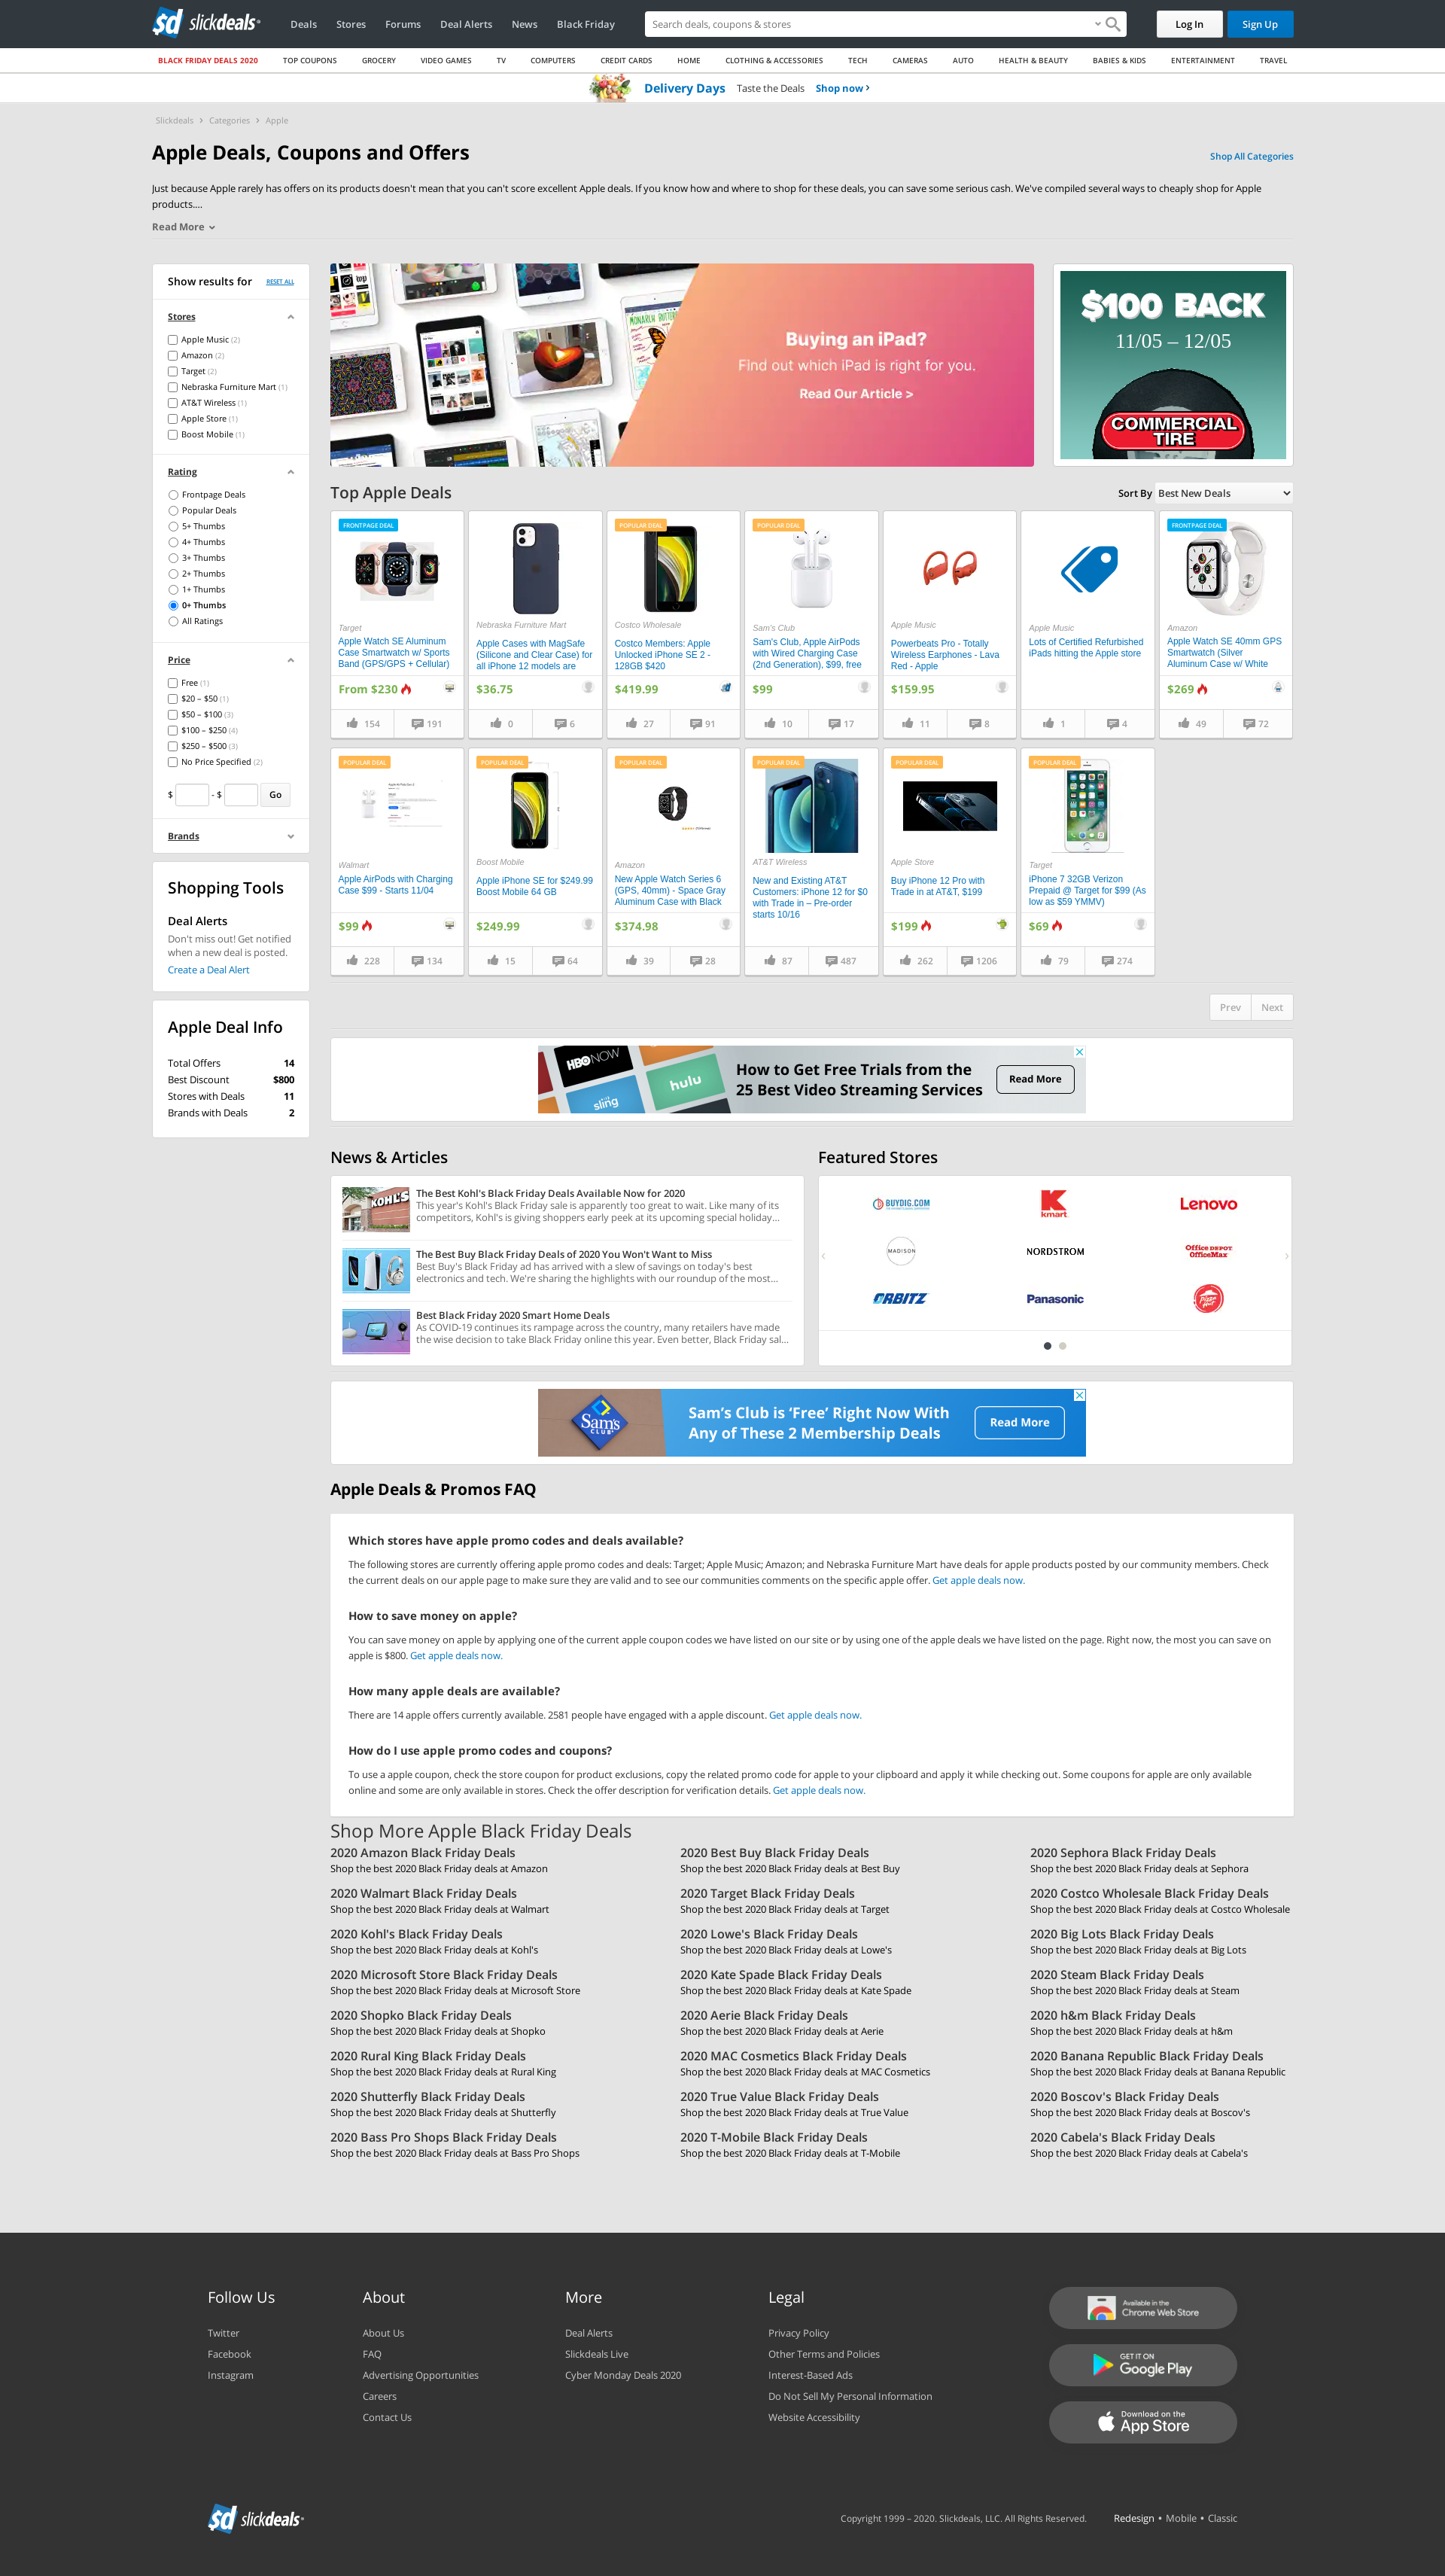 slickdeals
Deals Stores Forums Deal Alerts News Black Friday
Search deals, coupons & stores
Log In Sign Up
BLACK FRIDAY DEALS 2020 TOP COUPONS GROCERY VIDEO GAMES TV COMPUTERS CREDIT CARDS HOME CLOTHING & ACCESSORIES TECH CAMERAS AUTO HEALTH & BEAUTY BABIES & KIDS ENTERTAINMENT TRAVEL
Delivery Days Taste the Deals Shop now
Slickdeals Categories Apple
Apple Deals, Coupons and Offers
Shop All Categories
Just because Apple rarely has offers on its products doesn't mean that you can't score excellent Apple deals. If you know how and where to shop for these deals, you can save some serious cash. We've compiled several ways to cheaply shop for Apple
products....
Read More
Show results for RESET ALL
Stores
Apple Music (2)
Amazon (2)
Target (2)
Nebraska Furniture Mart (1)
AT&T Wireless (1)
Apple Store (1)
Boost Mobile (1)
Rating
Frontpage Deals
Popular Deals
5+ Thumbs
4+ Thumbs
3+ Thumbs
2+ Thumbs
1+ Thumbs
0+ Thumbs
All Ratings
Price
Free (1)
$20 – $50 (1)
$50 – $100 (3)
$100 – $250 (4)
$250 – $500 (3)
No Price Specified (2)
$ - $ Go
Brands
Shopping Tools
Deal Alerts
Don't miss out! Get notified
when a new deal is posted.
Create a Deal Alert
Apple Deal Info
Total Offers 14
Best Discount $800
Stores with Deals 11
Brands with Deals 2
Buying an iPad?
Find out which iPad is right for you.
Read Our Article >
$100 BACK
11/05 – 12/05
COMMERCIAL
TIRE
Top Apple Deals
Sort By Best New Deals
FRONTPAGE DEAL
Target
Apple Watch SE Aluminum
Case Smartwatch w/ Sports
Band (GPS/GPS + Cellular)
From $230
154 191
Nebraska Furniture Mart
Apple Cases with MagSafe
(Silicone and Clear Case) for
all iPhone 12 models are
$36.75
0 6
POPULAR DEAL
Costco Wholesale
Costco Members: Apple
Unlocked iPhone SE 2 -
128GB $420
$419.99
27 91
POPULAR DEAL
Sam's Club
Sam's Club, Apple AirPods
with Wired Charging Case
(2nd Generation), $99, free
$99
10 17
Apple Music
Powerbeats Pro - Totally
Wireless Earphones - Lava
Red - Apple
$159.95
11 8
Apple Music
Lots of Certified Refurbished
iPads hitting the Apple store
1 4
FRONTPAGE DEAL
Amazon
Apple Watch SE 40mm GPS
Smartwatch (Silver
Aluminum Case w/ White
$269
49 72
POPULAR DEAL
Walmart
Apple AirPods with Charging
Case $99 - Starts 11/04
$99
228 134
POPULAR DEAL
Boost Mobile
Apple iPhone SE for $249.99
Boost Mobile 64 GB
$249.99
15 64
POPULAR DEAL
Amazon
New Apple Watch Series 6
(GPS, 40mm) - Space Gray
Aluminum Case with Black
$374.98
39 28
POPULAR DEAL
AT&T Wireless
New and Existing AT&T
Customers: iPhone 12 for $0
with Trade in – Pre-order
starts 10/16
87 487
POPULAR DEAL
Apple Store
Buy iPhone 12 Pro with
Trade in at AT&T, $199
$199
262 1206
POPULAR DEAL
Target
iPhone 7 32GB Verizon
Prepaid @ Target for $99 (As
low as $59 YMMV)
$69
79 274
Prev Next
HBO NOW
hulu
sling
How to Get Free Trials from the
25 Best Video Streaming Services
Read More
News & Articles
KOHL'S
The Best Kohl's Black Friday Deals Available Now for 2020
This year's Kohl's Black Friday sale is apparently too great to wait. Like many of its
competitors, Kohl's is giving shoppers early peek at its upcoming special holiday...
The Best Buy Black Friday Deals of 2020 You Won't Want to Miss
Best Buy's Black Friday ad has arrived with a slew of savings on today's best
electronics and tech. We're sharing the highlights with our roundup of the most...
Best Black Friday 2020 Smart Home Deals
As COVID-19 continues its rampage across the country, many retailers have made
the wise decision to take Black Friday online this year. Even better, Black Friday sal...
Featured Stores
BUYDIG.COM
kmart
Lenovo
MADISON
NORDSTROM
Office DEPOT
OfficeMax
ORBITZ
Panasonic
Pizza Hut
Sam's
CLUB
Sam's Club is 'Free' Right Now With
Any of These 2 Membership Deals
Read More
Apple Deals & Promos FAQ
Which stores have apple promo codes and deals available?
The following stores are currently offering apple promo codes and deals: Target; Apple Music; Amazon; and Nebraska Furniture Mart have deals for apple products posted by our community members. Check
the current deals on our apple page to make sure they are valid and to see our communities comments on the specific apple offer. Get apple deals now.
How to save money on apple?
You can save money on apple by applying one of the current apple coupon codes we have listed on our site or by using one of the apple deals we have listed on the page. Right now, the most you can save on
apple is $800. Get apple deals now.
How many apple deals are available?
There are 14 apple offers currently available. 2581 people have engaged with a apple discount. Get apple deals now.
How do I use apple promo codes and coupons?
To use a apple coupon, check the store coupon for product exclusions, copy the related promo code for apple to your clipboard and apply it while checking out. Some coupons for apple are only available
online and some are only available in stores. Check the offer description for verification details. Get apple deals now.
Shop More Apple Black Friday Deals
2020 Amazon Black Friday Deals
Shop the best 2020 Black Friday deals at Amazon
2020 Best Buy Black Friday Deals
Shop the best 2020 Black Friday deals at Best Buy
2020 Sephora Black Friday Deals
Shop the best 2020 Black Friday deals at Sephora
2020 Walmart Black Friday Deals
Shop the best 2020 Black Friday deals at Walmart
2020 Target Black Friday Deals
Shop the best 2020 Black Friday deals at Target
2020 Costco Wholesale Black Friday Deals
Shop the best 2020 Black Friday deals at Costco Wholesale
2020 Kohl's Black Friday Deals
Shop the best 2020 Black Friday deals at Kohl's
2020 Lowe's Black Friday Deals
Shop the best 2020 Black Friday deals at Lowe's
2020 Big Lots Black Friday Deals
Shop the best 2020 Black Friday deals at Big Lots
2020 Microsoft Store Black Friday Deals
Shop the best 2020 Black Friday deals at Microsoft Store
2020 Kate Spade Black Friday Deals
Shop the best 2020 Black Friday deals at Kate Spade
2020 Steam Black Friday Deals
Shop the best 2020 Black Friday deals at Steam
2020 Shopko Black Friday Deals
Shop the best 2020 Black Friday deals at Shopko
2020 Aerie Black Friday Deals
Shop the best 2020 Black Friday deals at Aerie
2020 h&m Black Friday Deals
Shop the best 2020 Black Friday deals at h&m
2020 Rural King Black Friday Deals
Shop the best 2020 Black Friday deals at Rural King
2020 MAC Cosmetics Black Friday Deals
Shop the best 2020 Black Friday deals at MAC Cosmetics
2020 Banana Republic Black Friday Deals
Shop the best 2020 Black Friday deals at Banana Republic
2020 Shutterfly Black Friday Deals
Shop the best 2020 Black Friday deals at Shutterfly
2020 True Value Black Friday Deals
Shop the best 2020 Black Friday deals at True Value
2020 Boscov's Black Friday Deals
Shop the best 2020 Black Friday deals at Boscov's
2020 Bass Pro Shops Black Friday Deals
Shop the best 2020 Black Friday deals at Bass Pro Shops
2020 T-Mobile Black Friday Deals
Shop the best 2020 Black Friday deals at T-Mobile
2020 Cabela's Black Friday Deals
Shop the best 2020 Black Friday deals at Cabela's
Follow Us
Twitter
Facebook
Instagram
About
About Us
FAQ
Advertising Opportunities
Careers
Contact Us
More
Deal Alerts
Slickdeals Live
Cyber Monday Deals 2020
Legal
Privacy Policy
Other Terms and Policies
Interest-Based Ads
Do Not Sell My Personal Information
Website Accessibility
Available in the
Chrome Web Store
GET IT ON
Google Play
Download on the
App Store
slickdeals
Copyright 1999 – 2020. Slickdeals, LLC. All Rights Reserved. Redesign • Mobile • Classic